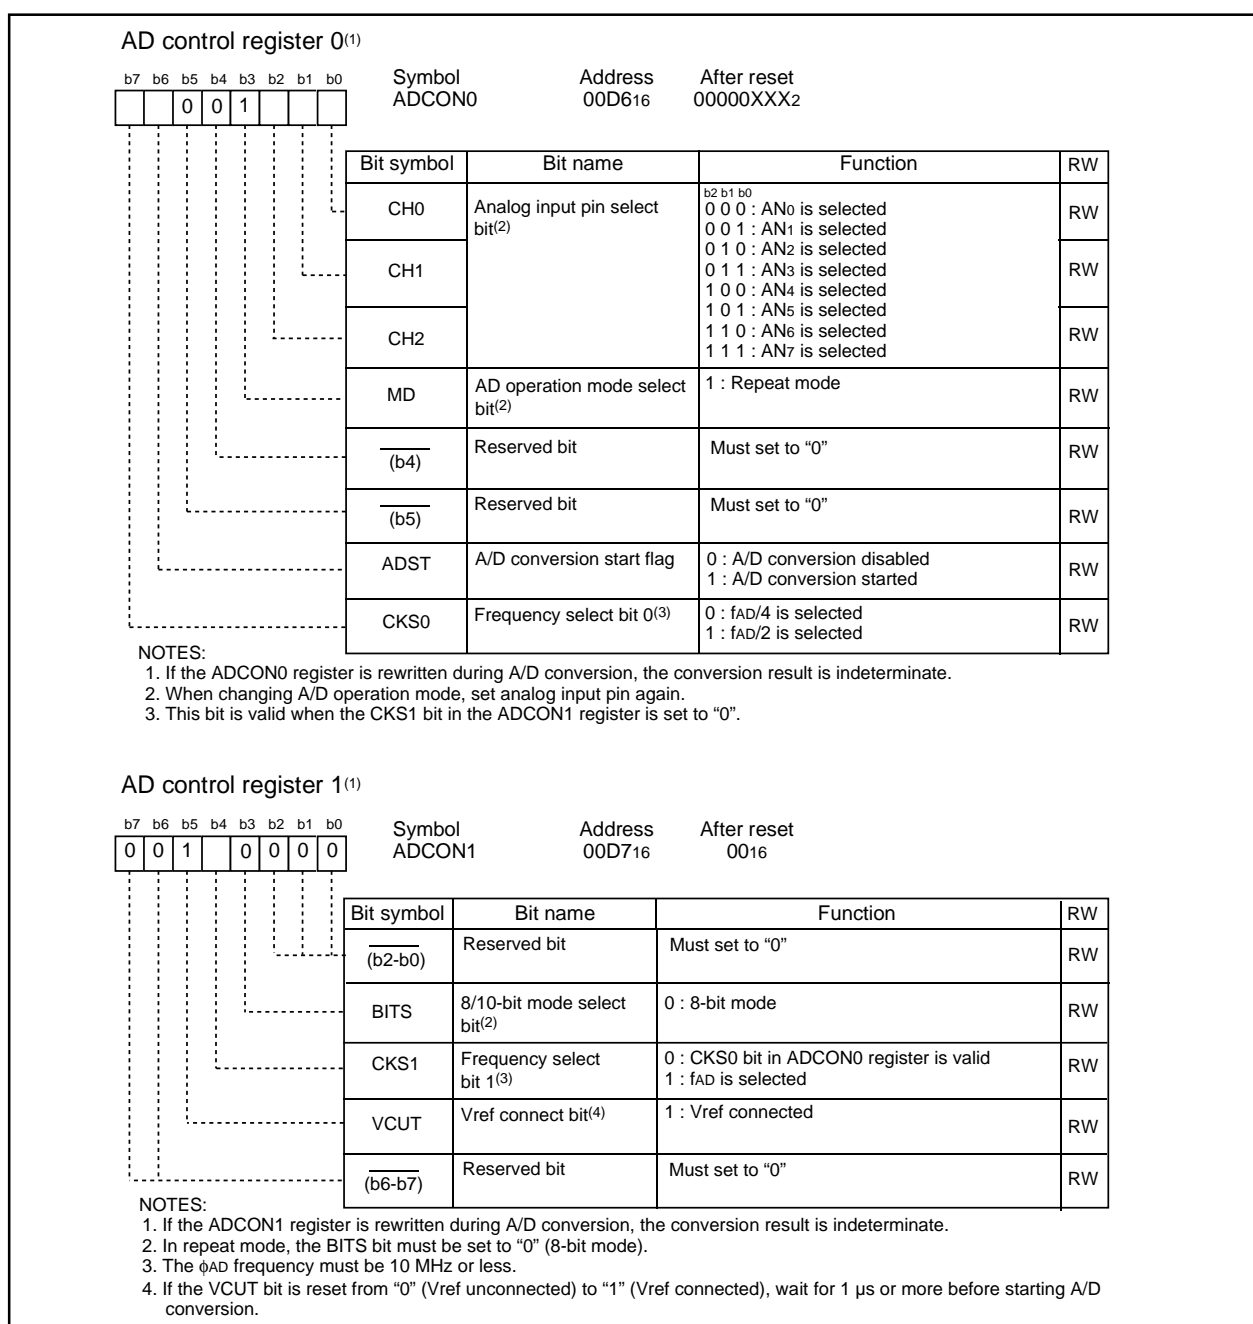 AD control register 0(1)
b7 b6 b5 b4 b3 b2 b1 b0
0 0 1
Symbol Address After reset
ADCON0 00D616 00000XXX2
Bit symbol Bit name Function RW
CH0 Analog input pin select bit(2) RW
CH1 RW
CH2 RW
b2 b1 b0
0 0 0 : AN0 is selected
0 0 1 : AN1 is selected
0 1 0 : AN2 is selected
0 1 1 : AN3 is selected
1 0 0 : AN4 is selected
1 0 1 : AN5 is selected
1 1 0 : AN6 is selected
1 1 1 : AN7 is selected
MD AD operation mode select bit(2) 1 : Repeat mode RW
(b4) Reserved bit Must set to “0” RW
(b5) Reserved bit Must set to “0” RW
ADST A/D conversion start flag 0 : A/D conversion disabled RW
1 : A/D conversion started
CKS0 Frequency select bit 0(3) 0 : fAD/4 is selected RW
1 : fAD/2 is selected
NOTES:
1. If the ADCON0 register is rewritten during A/D conversion, the conversion result is indeterminate.
2. When changing A/D operation mode, set analog input pin again.
3. This bit is valid when the CKS1 bit in the ADCON1 register is set to “0”.
AD control register 1(1)
b7 b6 b5 b4 b3 b2 b1 b0
0 0 1 0 0 0 0
Symbol Address After reset
ADCON1 00D716 0016
Bit symbol Bit name Function RW
(b2-b0) Reserved bit Must set to “0” RW
BITS 8/10-bit mode select bit(2) 0 : 8-bit mode RW
CKS1 Frequency select bit 1(3) 0 : CKS0 bit in ADCON0 register is valid RW
1 : fAD is selected
VCUT Vref connect bit(4) 1 : Vref connected RW
(b6-b7) Reserved bit Must set to “0” RW
NOTES:
1. If the ADCON1 register is rewritten during A/D conversion, the conversion result is indeterminate.
2. In repeat mode, the BITS bit must be set to “0” (8-bit mode).
3. The ϕAD frequency must be 10 MHz or less.
4. If the VCUT bit is reset from “0” (Vref unconnected) to “1” (Vref connected), wait for 1 µs or more before starting A/D
conversion.